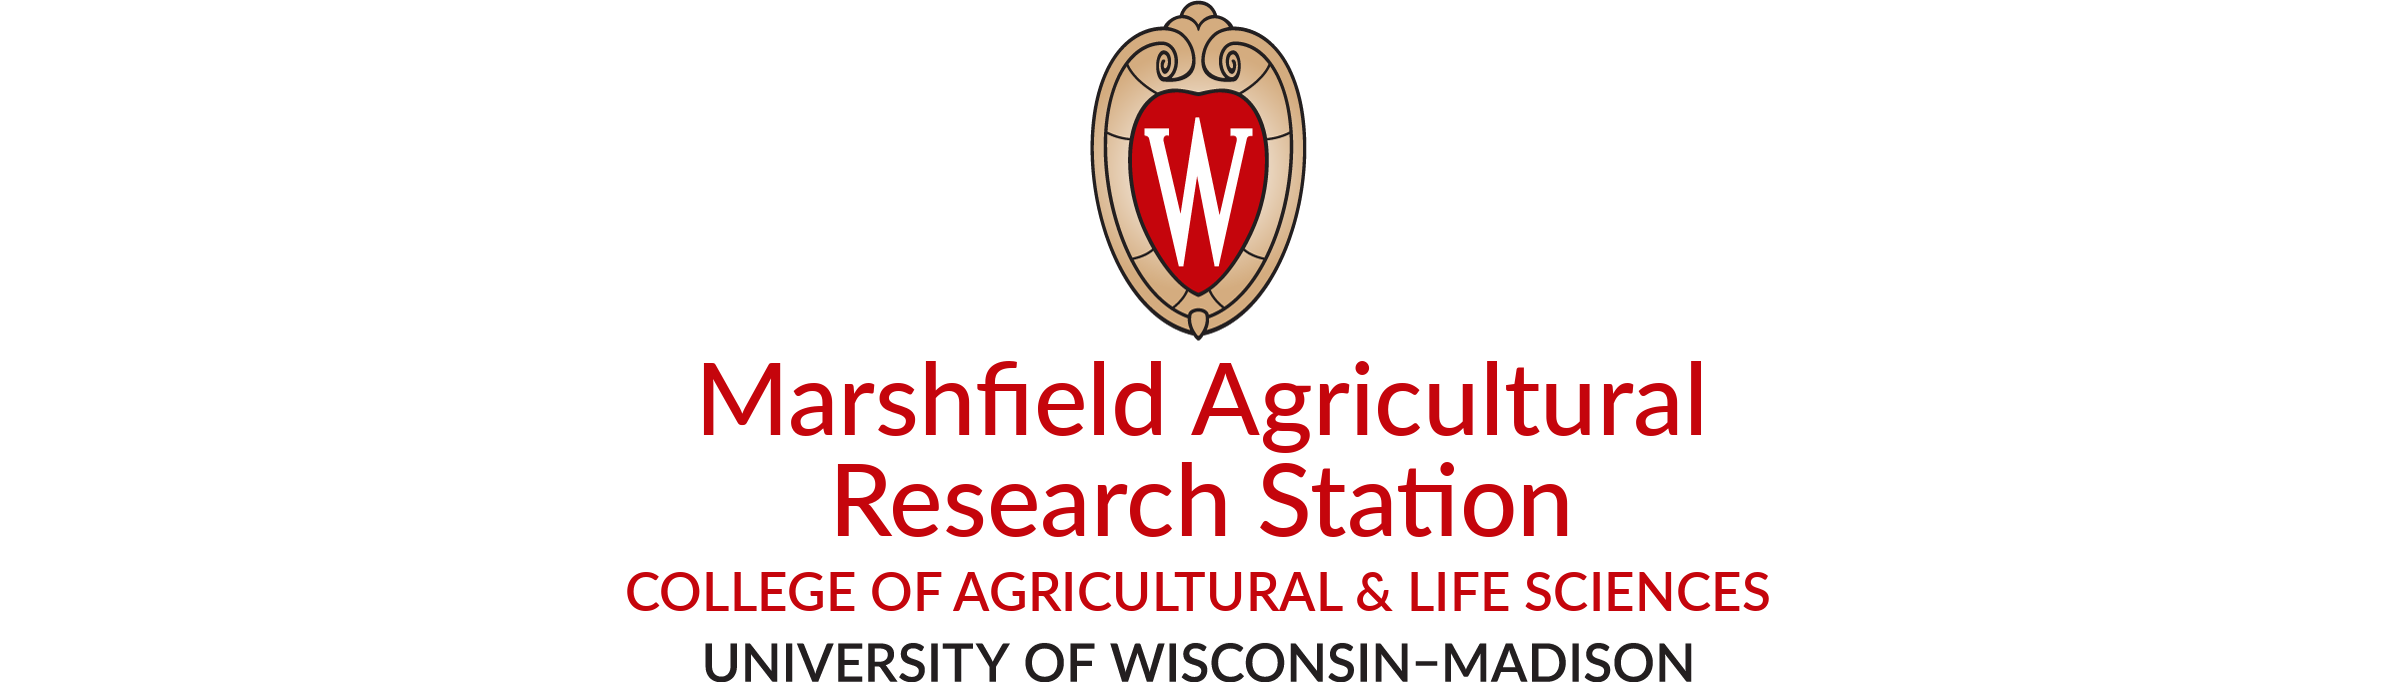 W
Marshfield Agricultural
Research Station
COLLEGE OF AGRICULTURAL & LIFE SCIENCES
UNIVERSITY OF WISCONSIN–MADISON